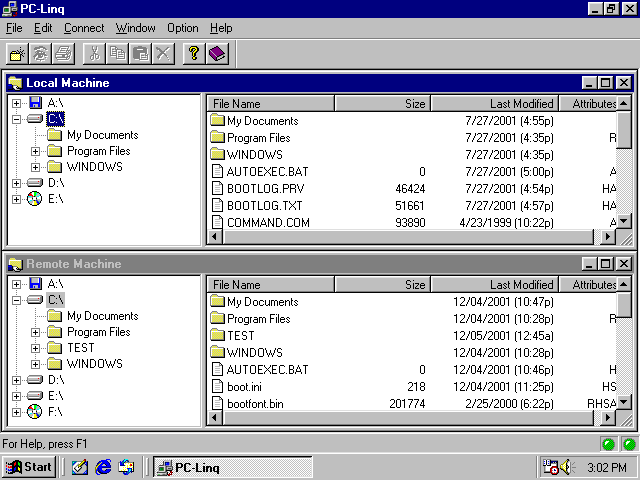 PC-Linq
File Edit Connect Window Option Help
Local Machine
A:\
C:\
My Documents
Program Files
WINDOWS
D:\
E:\
File Name Size Last Modified Attributes
My Documents 7/27/2001 (4:55p)
Program Files 7/27/2001 (4:35p) R
WINDOWS 7/27/2001 (4:35p)
AUTOEXEC.BAT 0 7/27/2001 (5:00p) A
BOOTLOG.PRV 46424 7/27/2001 (4:54p) HA
BOOTLOG.TXT 51661 7/27/2001 (4:57p) HA
COMMAND.COM 93890 4/23/1999 (10:22p) A
Remote Machine
A:\
C:\
My Documents
Program Files
TEST
WINDOWS
D:\
E:\
F:\
File Name Size Last Modified Attributes
My Documents 12/04/2001 (10:47p)
Program Files 12/04/2001 (10:28p) R
TEST 12/05/2001 (12:45a)
WINDOWS 12/04/2001 (10:28p)
AUTOEXEC.BAT 0 12/04/2001 (10:46p) H
boot.ini 218 12/04/2001 (11:25p) HS
bootfont.bin 201774 2/25/2000 (6:22p) RHSA
For Help, press F1
Start PC-Linq 3:02 PM